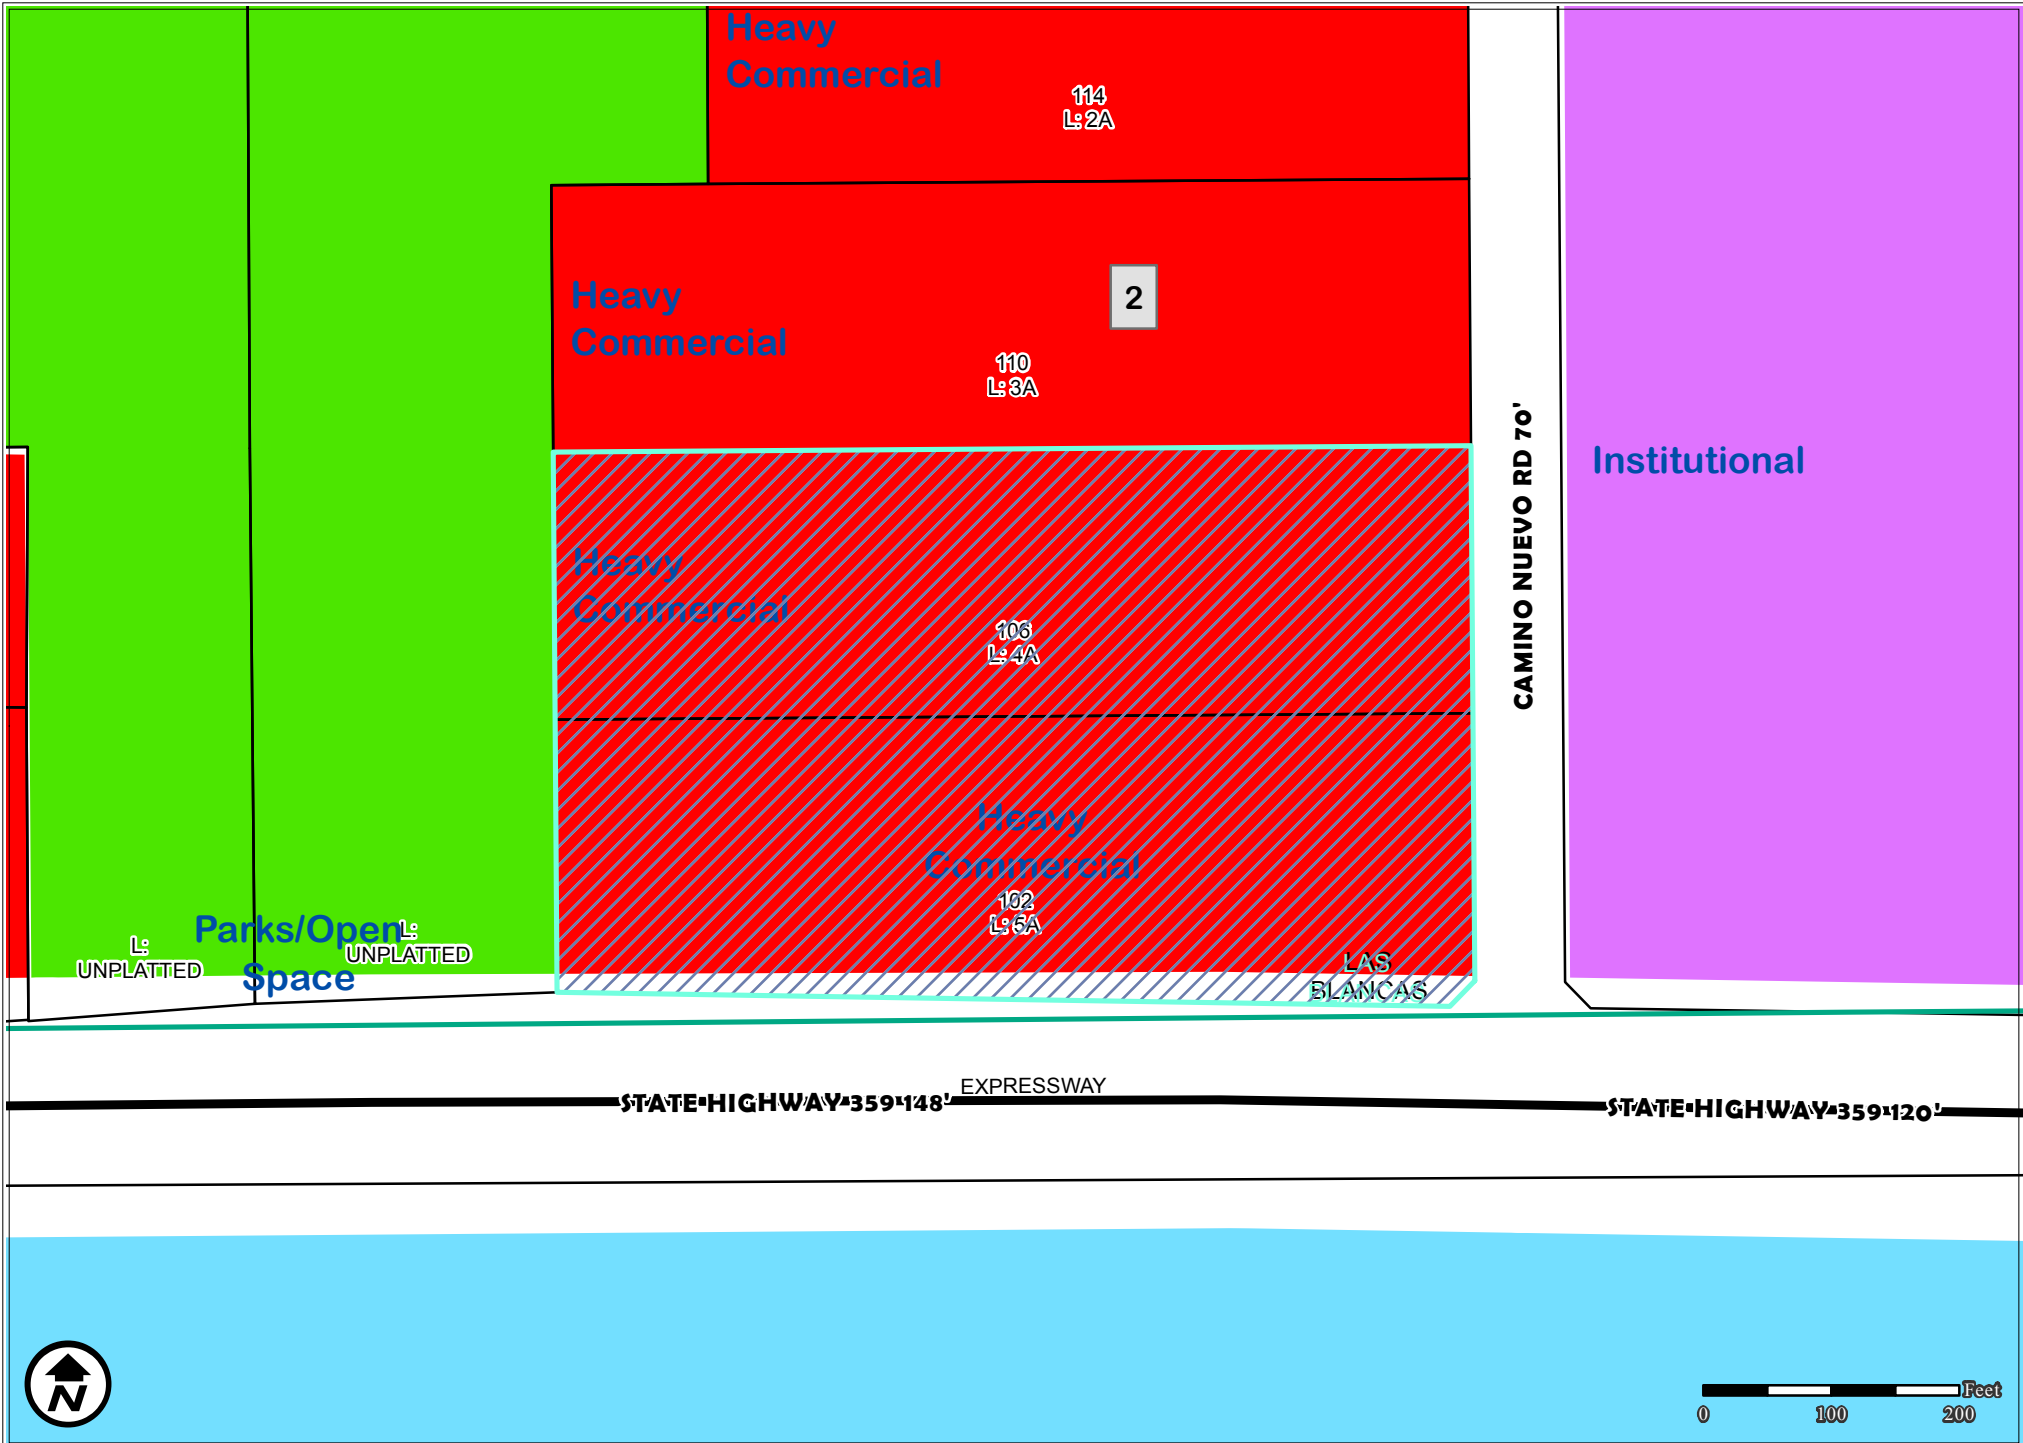 Heavy
Commercial
114
L: 2A
Heavy
Commercial
2
110
L: 3A
CAMINO NUEVO RD 70'
Institutional
Heavy
Commercial
106
L: 4A
Heavy
Commercial
102
L: 5A
Parks/Open
Space
L:
UNPLATTED
L:
UNPLATTED
LAS
BLANCAS
EXPRESSWAY
STATE HIGHWAY 359 148'
STATE HIGHWAY 359 120'
N
Feet
0 100 200